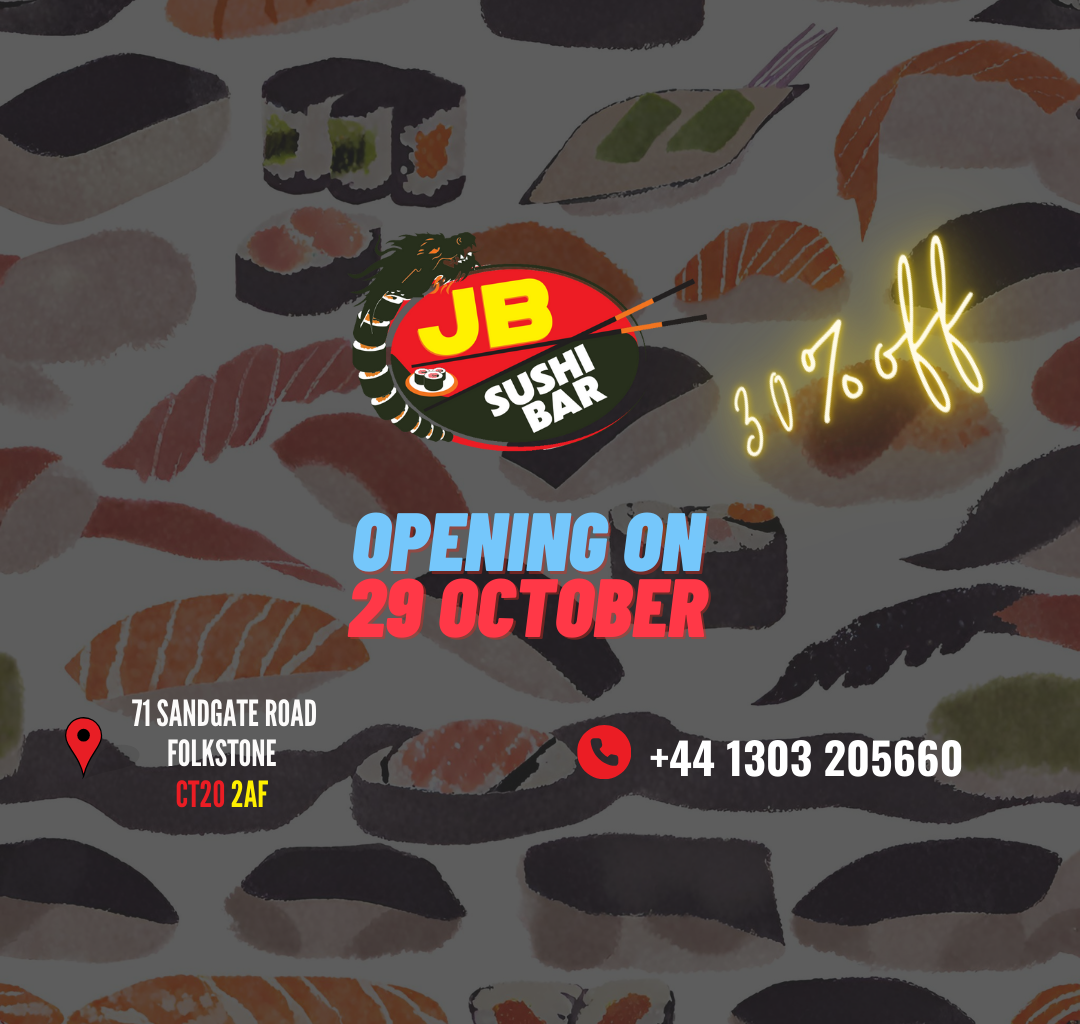 JB
SUSHI
BAR
30% off
OPENING ON
29 OCTOBER
71 SANDGATE ROAD
FOLKSTONE
CT20 2AF
+44 1303 205660